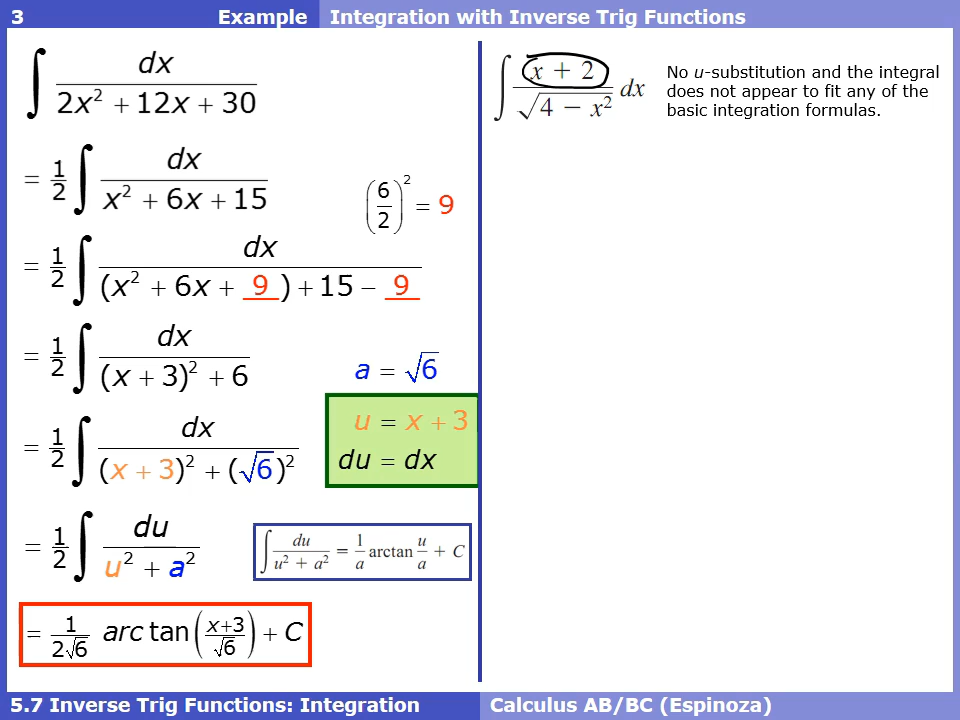 3 Example Integration with Inverse Trig Functions
∫ dx / (2x² + 12x + 30)
= 1/2 ∫ dx / (x² + 6x + 15)
(6/2)² = 9
= 1/2 ∫ dx / ((x² + 6x + 9) + 15 − 9)
= 1/2 ∫ dx / ((x + 3)² + 6)
a = √6
= 1/2 ∫ dx / ((x + 3)² + (√6)²)
u = x + 3
du = dx
= 1/2 ∫ du / (u² + a²)
∫ du / (u² + a²) = 1/a arctan u/a + C
= 1/(2√6) arc tan((x+3)/√6) + C
∫ (x + 2) / √(4 − x²) dx
No u-substitution and the integral
does not appear to fit any of the
basic integration formulas.
5.7 Inverse Trig Functions: Integration Calculus AB/BC (Espinoza)